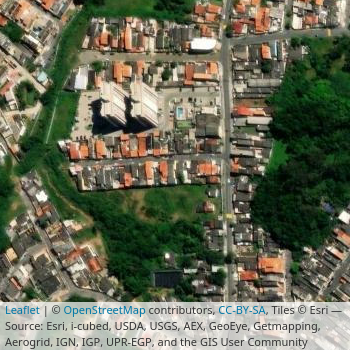 Leaflet | © OpenStreetMap contributors, CC-BY-SA, Tiles © Esri —
Source: Esri, i-cubed, USDA, USGS, AEX, GeoEye, Getmapping,
Aerogrid, IGN, IGP, UPR-EGP, and the GIS User Community